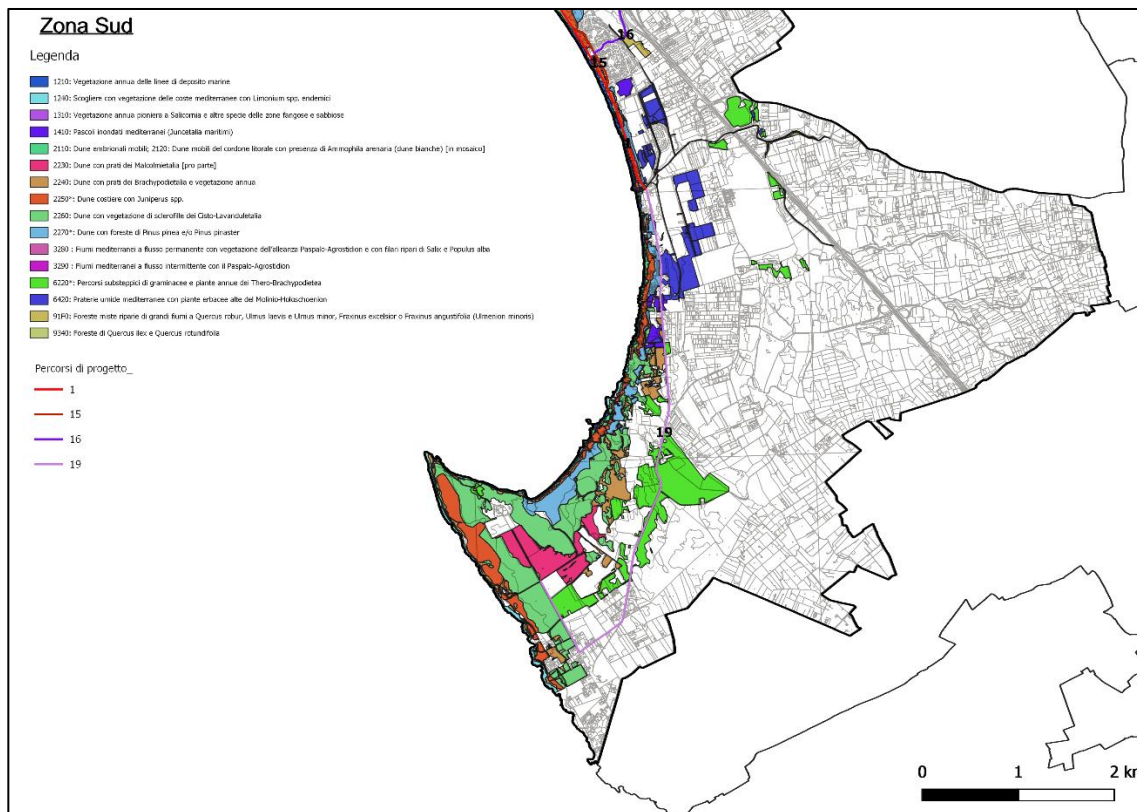 Zona Sud
Legenda
1210: Vegetazione annua delle linee di deposito marine
1240: Scogliere con vegetazione delle coste mediterranee con Limonium spp. endemici
1310: Vegetazione annua pioniera a Salicornia e altre specie delle zone fangose e sabbiose
1410: Pascoli inondati mediterranei (Juncetalia maritimi)
2110: Dune embrionali mobili; 2120: Dune mobili del cordone litorale con presenza di Ammophila arenaria (dune bianche) [in mosaico]
2230: Dune con prati dei Malcolmietalia [pro parte]
2240: Dune con prati dei Brachypodietalia e vegetazione annua
2250*: Dune costiere con Juniperus spp.
2260: Dune con vegetazione di sclerofille dei Cisto-Lavanduletalia
2270*: Dune con foreste di Pinus pinea e/o Pinus pinaster
3280 : Fiumi mediterranei a flusso permanente con vegetazione dell'alleanza Paspalo-Agrostidion e con filari ripari di Salix e Populus alba
3290 : Fiumi mediterranei a flusso intermittente con il Paspalo-Agrostidion
6220*: Percorsi substeppici di graminacee e piante annue dei Thero-Brachypodietea
6420: Praterie umide mediterranee con piante erbacee alte del Molinio-Holoschoenion
91F0: Foreste miste riparie di grandi fiumi a Quercus robur, Ulmus laevis e Ulmus minor, Fraxinus excelsior o Fraxinus angustifolia (Ulmenion minoris)
9340: Foreste di Quercus ilex e Quercus rotundifolia
Percorsi di progetto_
1
15
16
19
16
15
19
0 1 2 km